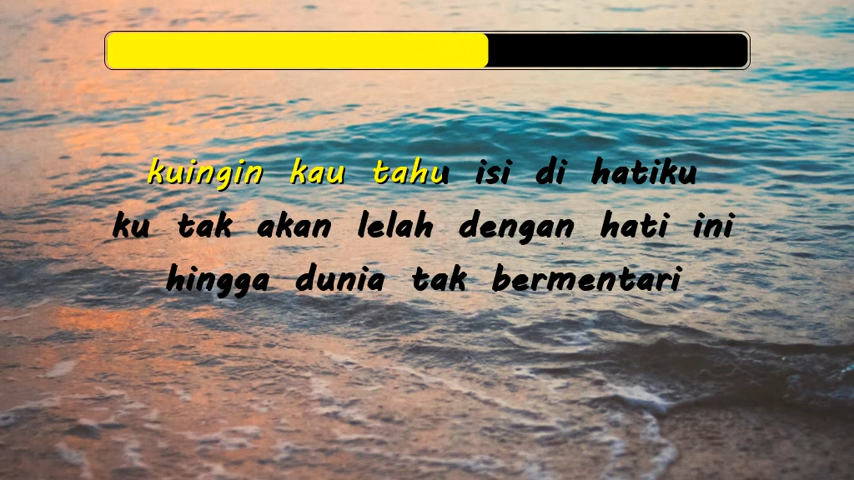 kuingin kau tahu isi di hatiku
ku tak akan lelah dengan hati ini
hingga dunia tak bermentari